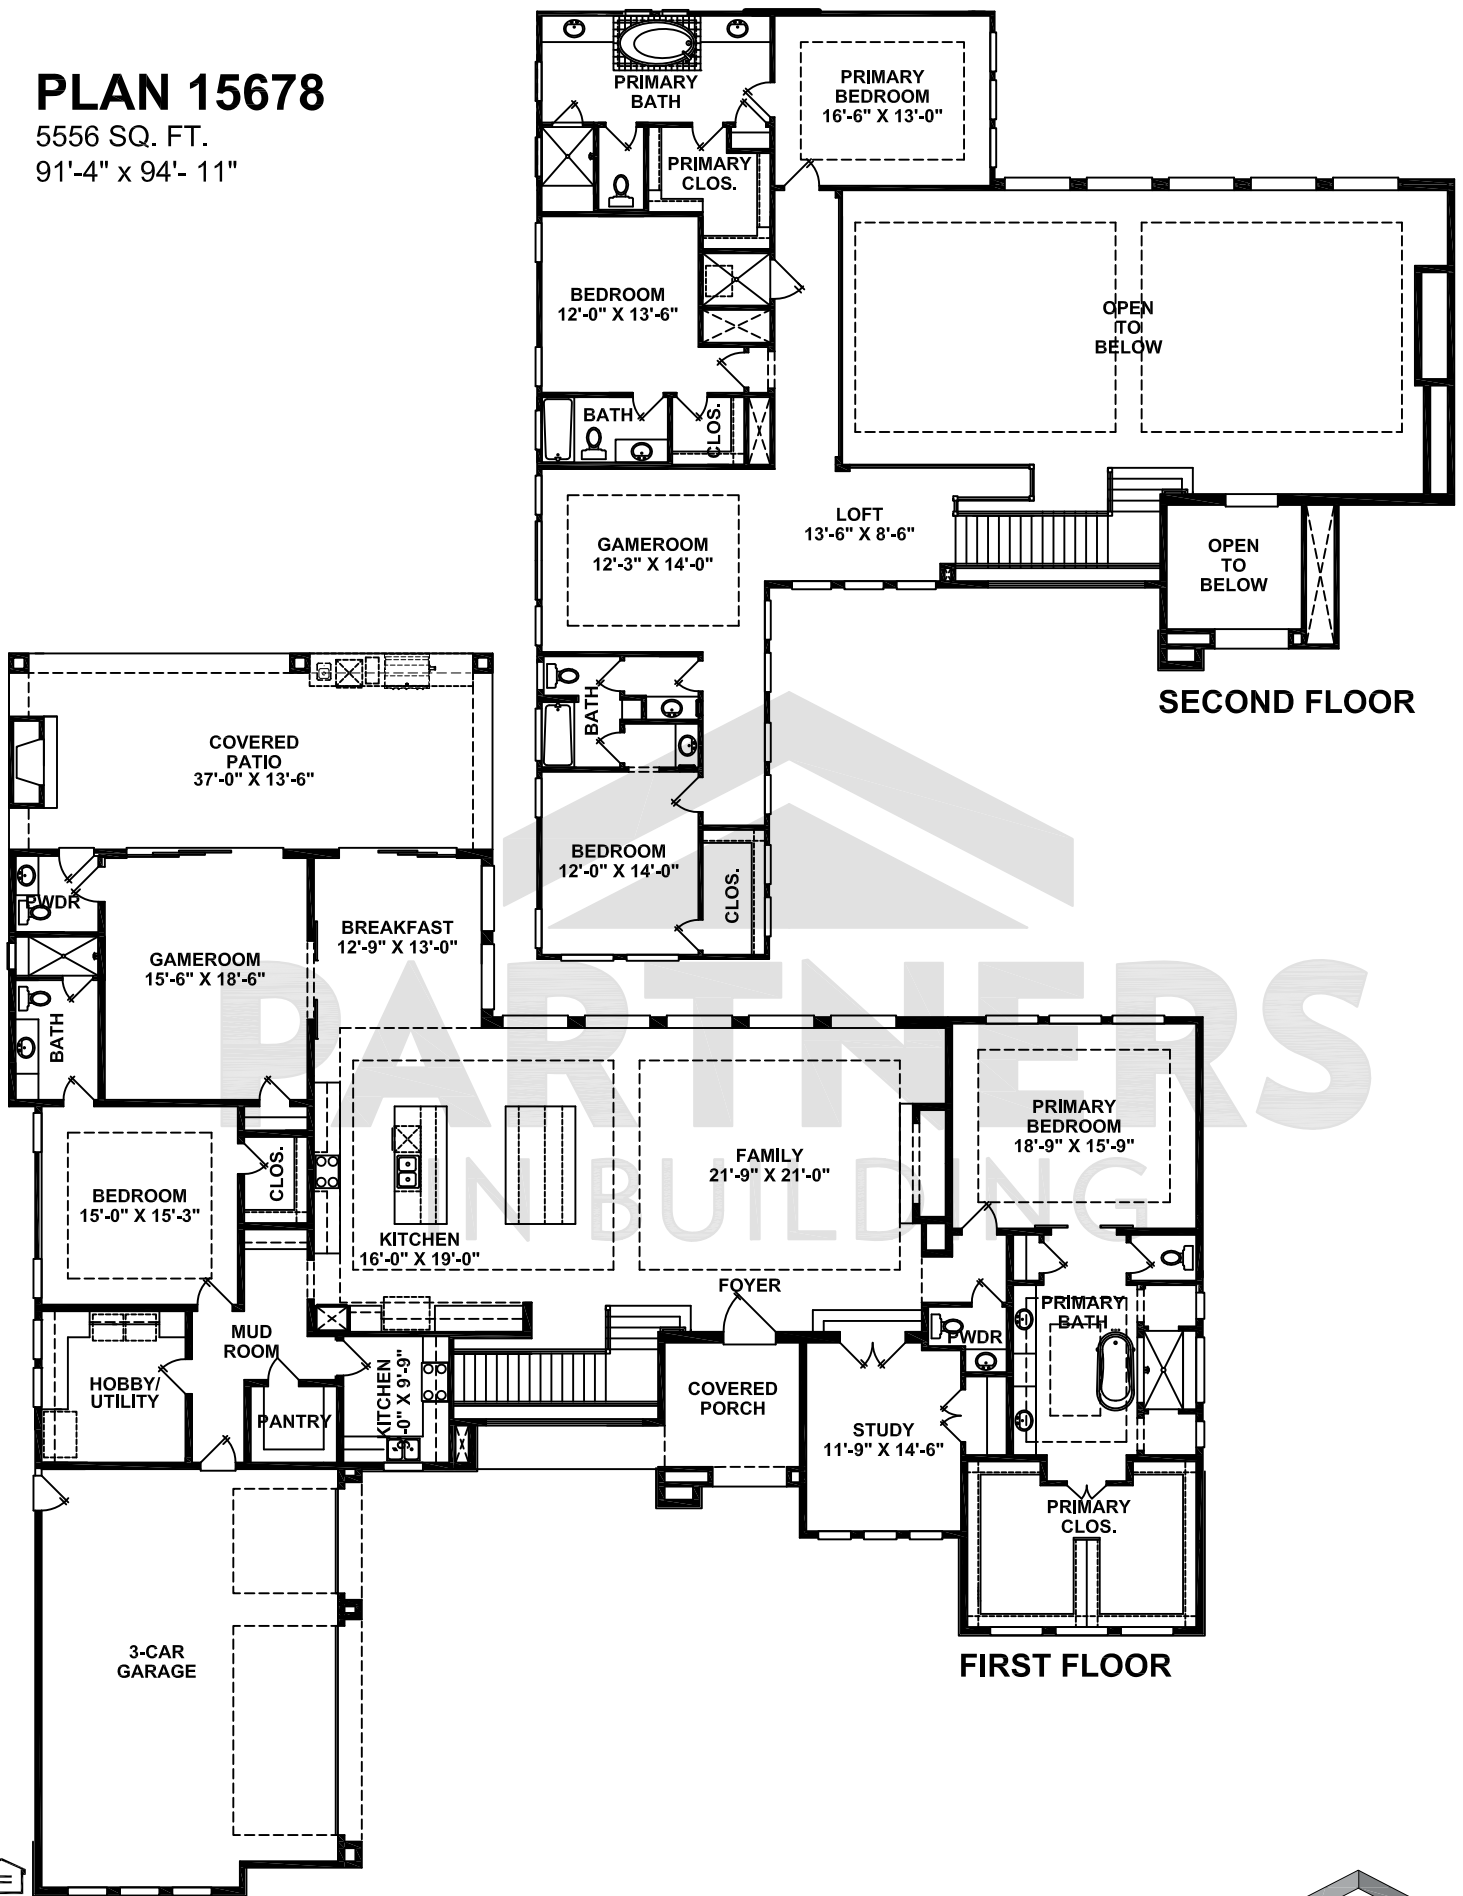 PLAN 15678
5556 SQ. FT.
91'-4" x 94'- 11"
PRIMARY
BATH
PRIMARY
BEDROOM
16'-6" X 13'-0"
PRIMARY
CLOS.
BEDROOM
12'-0" X 13'-6"
OPEN
TO
BELOW
BATH
CLOS.
LOFT
13'-6" X 8'-6"
GAMEROOM
12'-3" X 14'-0"
OPEN
TO
BELOW
BATH
SECOND FLOOR
BEDROOM
12'-0" X 14'-0"
CLOS.
COVERED
PATIO
37'-0" X 13'-6"
PWDR
BREAKFAST
12'-9" X 13'-0"
GAMEROOM
15'-6" X 18'-6"
BATH
PARTNERS
IN BUILDING
PRIMARY
BEDROOM
18'-9" X 15'-9"
FAMILY
21'-9" X 21'-0"
CLOS.
BEDROOM
15'-0" X 15'-3"
KITCHEN
16'-0" X 19'-0"
FOYER
PRIMARY
BATH
MUD
ROOM
PWDR
HOBBY/
UTILITY
KITCHEN
-0" X 9'-9"
COVERED
PORCH
PANTRY
STUDY
11'-9" X 14'-6"
PRIMARY
CLOS.
3-CAR
GARAGE
FIRST FLOOR